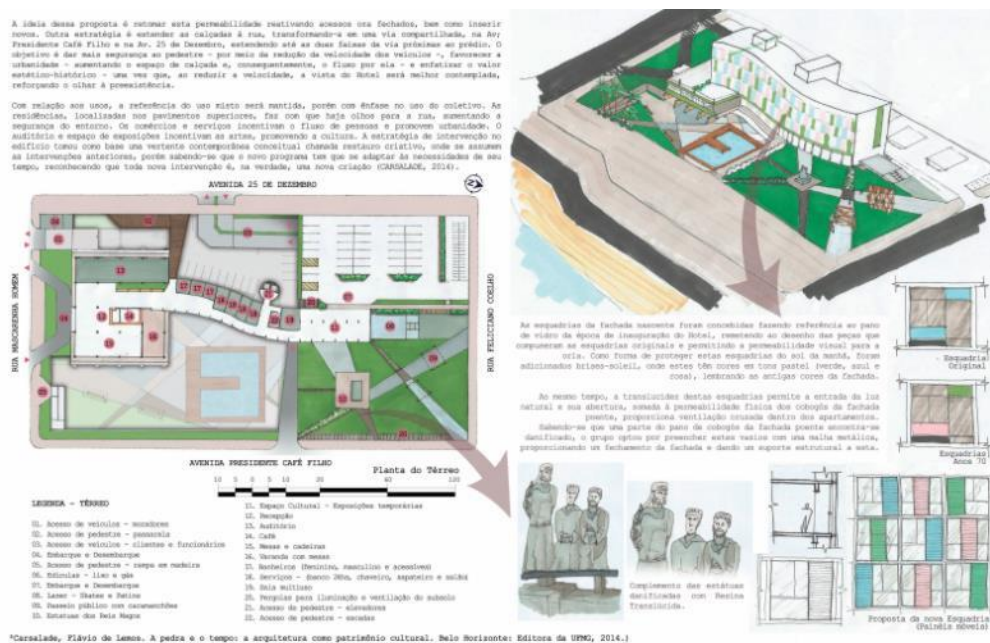 A ideia dessa proposta é retomar esta permeabilidade reativando acessos ora fechados, bem como inserir
novos. Outra estratégia é estender as calçadas à rua, transformando-a em uma via compartilhada, na Av;
Presidente Café Filho e na Av. 25 de Dezembro, estendendo até as duas faixas da via próximas ao prédio. O
objetivo é dar mais segurança ao pedestre - por meio da redução da velocidade dos veículos -, favorecer a
urbanidade - aumentando o espaço de calçada e, consequentemente, o fluxo por ela - e enfatizar o valor
estético-histórico - uma vez que, ao reduzir a velocidade, a vista do Hotel será melhor contemplada,
reforçando o olhar à preexistência.
Com relação aos usos, a referência do uso misto será mantida, porém com ênfase no uso do coletivo. As
residências, localizadas nos pavimentos superiores, faz com que haja olhos para a rua, aumentando a
segurança do entorno. Os comércios e serviços incentivam o fluxo de pessoas e promovem urbanidade. O
auditório e espaço de exposições incentivam as artes, promovendo a cultura. A estratégia de intervenção no
edifício tomou como base uma vertente contemporânea conceitual chamada restauro criativo, onde se assumem
as intervenções anteriores, porém sabendo-se que o novo programa tem que se adaptar às necessidades de seu
tempo, reconhecendo que toda nova intervenção é, na verdade, uma nova criação (CARSALADE, 2014).
AVENIDA 25 DE DEZEMBRO
RUA MASCARENHA HOMEM
RUA FELICIANO COELHO
AVENIDA PRESIDENTE CAFÉ FILHO
Planta do Térreo
10 5 0 5 10 20 40 120
LEGENDA - TÉRREO
01. Acesso de veículos - moradores
02. Acesso de pedestre - passarela
03. Acesso de veículos - clientes e funcionários
04. Embarque e Desembarque
05. Acesso de pedestre - rampa em madeira
06. Edículas - lixo e gás
07. Embarque e Desembarque
08. Lazer - Skates e Patins
09. Passeio público com caramanchões
10. Estátuas dos Reis Magos
11. Espaço Cultural - Exposições temporárias
12. Recepção
13. Auditório
14. Café
15. Mesas e cadeiras
16. Varanda com mesas
17. Banheiros (feminino, masculino e acessíveis)
18. Serviços - (banco 24hs, chaveiro, sapateiro e salão)
19. Sala multiuso
20. Pérgolas para iluminação e ventilação do subsolo
21. Acesso de pedestre - elevadores
22. Acesso de pedestre - escadas
As esquadrias da fachada nascente foram concebidas fazendo referência ao pano
de vidro da época de inauguração do Hotel, remetendo ao desenho das peças que
compuseram as esquadrias originais e permitindo a permeabilidade visual para a
orla. Como forma de proteger estas esquadrias do sol da manhã, foram
adicionados brises-soleil, onde estes têm cores em tons pastel (verde, azul e
rosa), lembrando as antigas cores da fachada.
Ao mesmo tempo, a translucidez destas esquadrias permite a entrada da luz
natural e sua abertura, somada à permeabilidade física dos cobogós da fachada
poente, proporciona ventilação cruzada dentro dos apartamentos.
Sabendo-se que uma parte do pano de cobogós da fachada poente encontra-se
danificado, o grupo optou por preencher estes vazios com uma malha metálica,
proporcionando um fechamento da fachada e dando um suporte estrutural a esta.
Esquadria
Original
Esquadrias
Anos 70
Complemento das estátuas
danificadas com Resina
Translúcida.
Proposta da nova Esquadria
(Painéis móveis)
*Carsalade, Flávio de Lemos. A pedra e o tempo: a arquitetura como patrimônio cultural. Belo Horizonte: Editora da UFMG, 2014.)